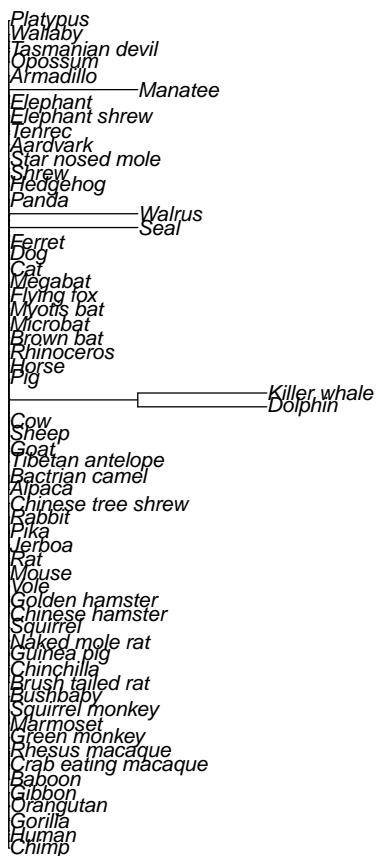 Platypus
Wallaby
Tasmanian devil
Opossum
Armadillo
Manatee
Elephant
Elephant shrew
Tenrec
Aardvark
Star nosed mole
Shrew
Hedgehog
Panda
Walrus
Seal
Ferret
Dog
Cat
Megabat
Flying fox
Myotis bat
Microbat
Brown bat
Rhinoceros
Horse
Pig
Killer whale
Dolphin
Cow
Sheep
Goat
Tibetan antelope
Bactrian camel
Alpaca
Chinese tree shrew
Rabbit
Pika
Jerboa
Rat
Mouse
Vole
Golden hamster
Chinese hamster
Squirrel
Naked mole rat
Guinea pig
Chinchilla
Brush tailed rat
Bushbaby
Squirrel monkey
Marmoset
Green monkey
Rhesus macaque
Crab eating macaque
Baboon
Gibbon
Orangutan
Gorilla
Human
Chimp